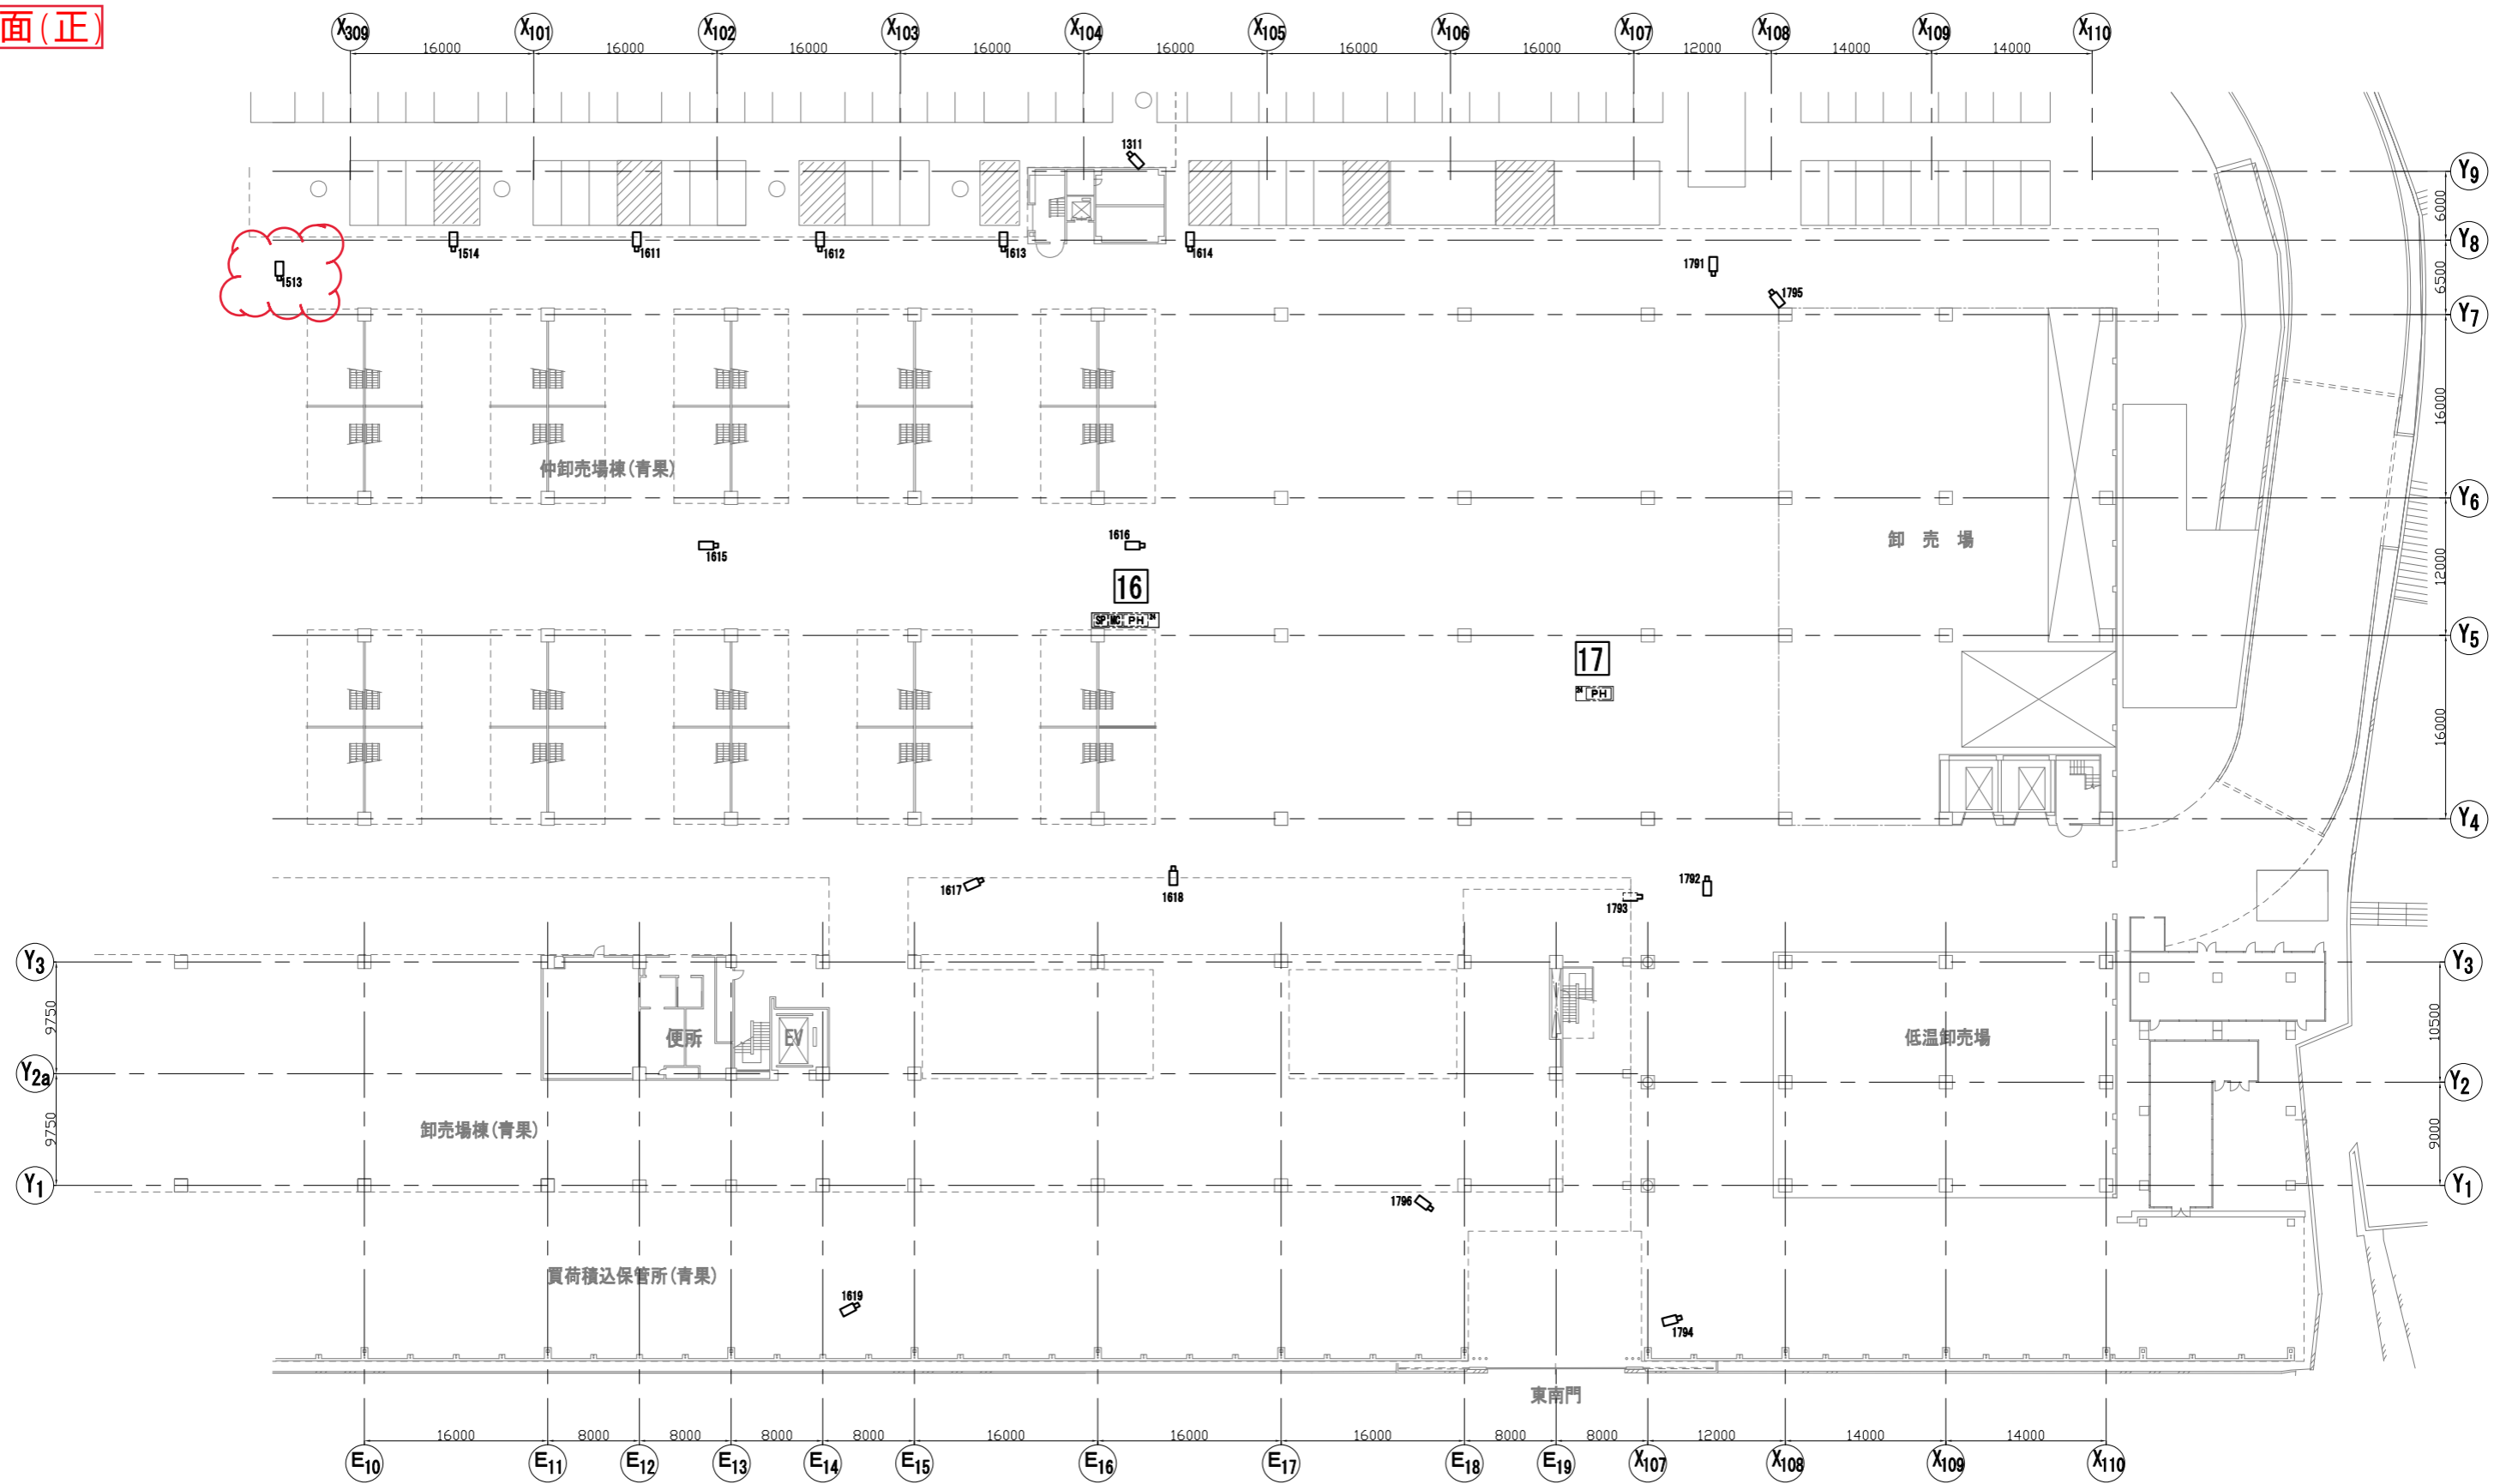 面(正)
X309 X101 X102 X103 X104 X105 X106 X107 X108 X109 X110
16000 16000 16000 16000 16000 16000 16000 12000 14000 14000
1311
Y9
6000
1514 1611 1612 1613 1614
Y8
1513
1791
6500
1795
Y7
16000
仲卸売場棟(青果)
Y6
卸 売 場
1615
1616
12000
16
SP MC PH 24
Y5
17
24 PH
16000
Y4
1617
1618
1793
1792
Y3
Y3
9750
便所
EV
低温卸売場
10500
Y2a
Y2
9750
卸売場棟(青果)
9000
Y1
Y1
1796
買荷積込保管所(青果)
1619
1794
東南門
16000 8000 8000 8000 8000 16000 16000 16000 8000 8000 12000 14000 14000
E10 E11 E12 E13 E14 E15 E16 E17 E18 E19 X107 X108 X109 X110